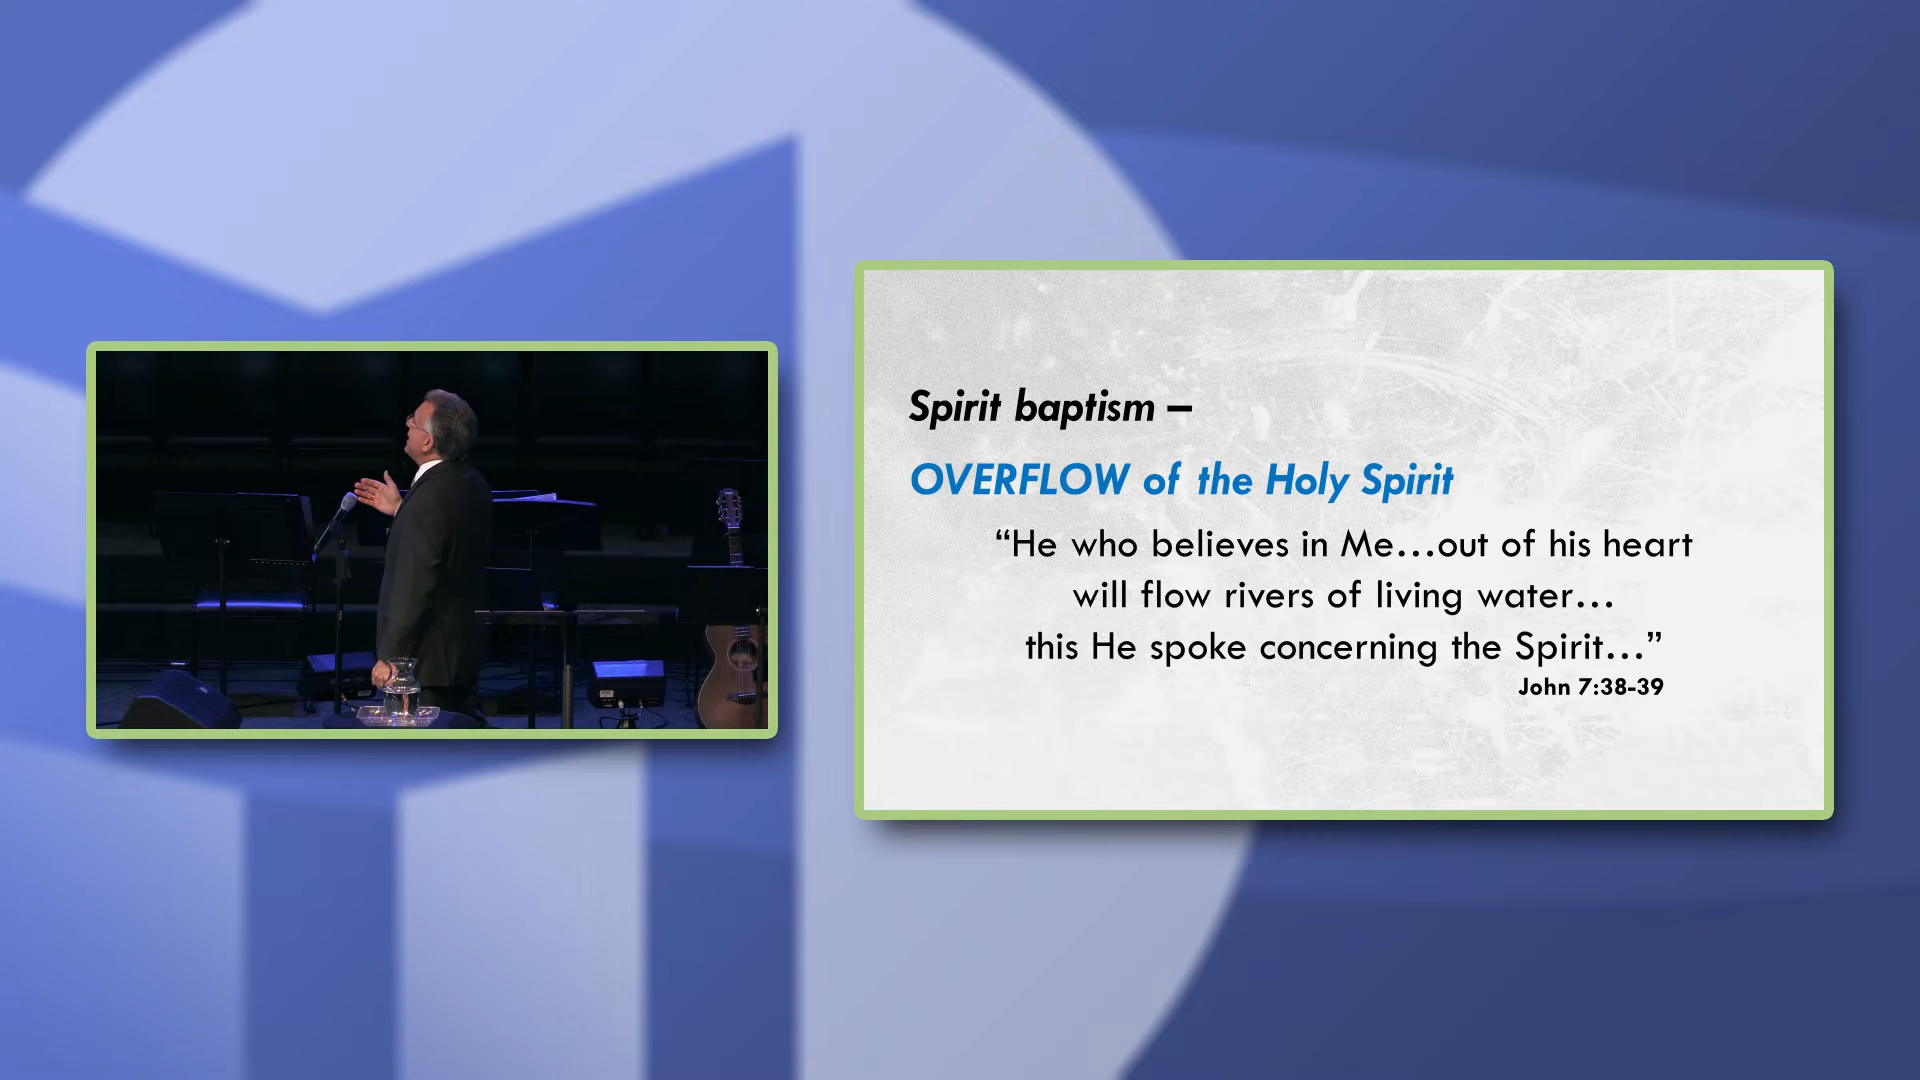 Spirit baptism –
OVERFLOW of the Holy Spirit
“He who believes in Me…out of his heart
will flow rivers of living water…
this He spoke concerning the Spirit…”
John 7:38-39